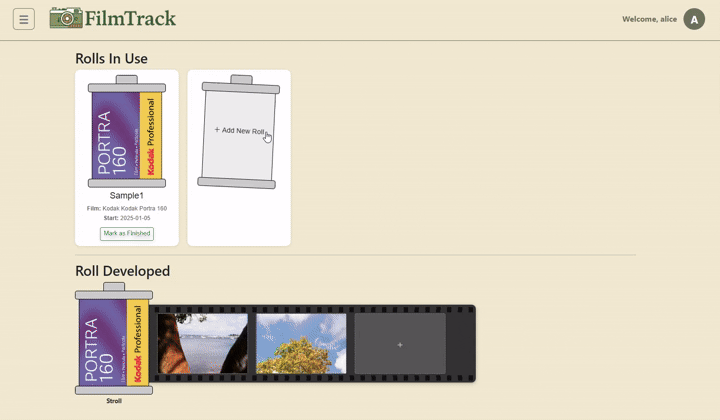 FilmTrack
Welcome, alice
A
Rolls In Use
PORTRA
160
Kodak Professional
+ Add New Roll
Sample1
Film: Kodak Kodak Portra 160
Start: 2025-01-05
Mark as Finished
Roll Developed
PORTRA
160
Kodak Professional
+
Stroll